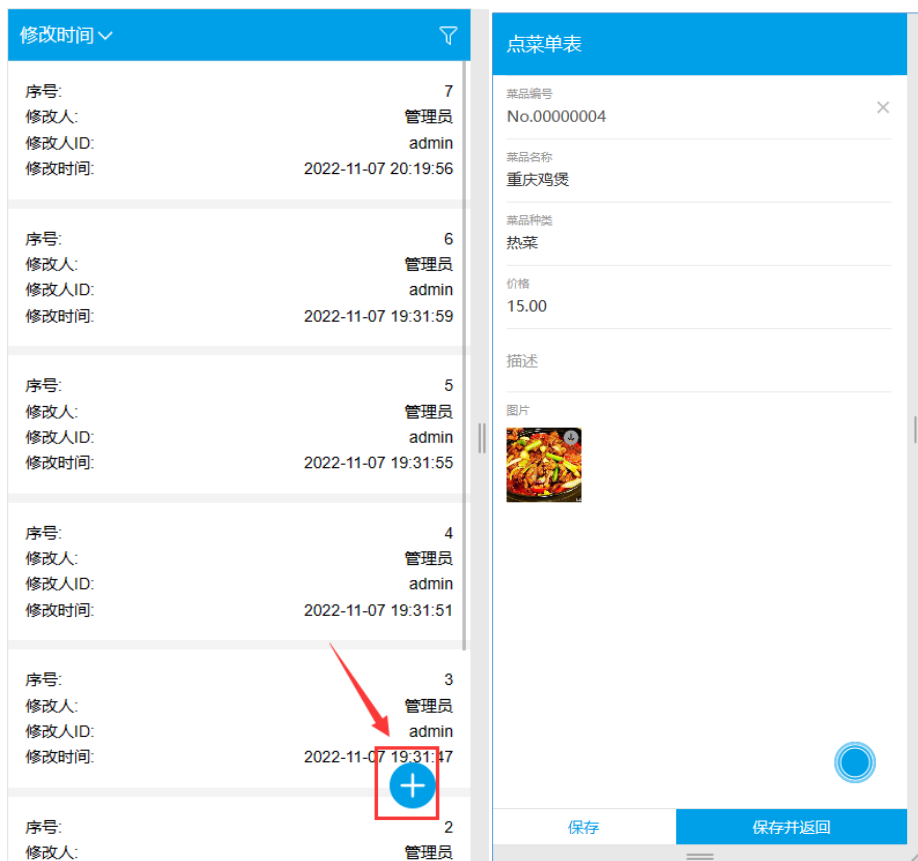 修改时间
序号: 7
修改人: 管理员
修改人ID: admin
修改时间: 2022-11-07 20:19:56
序号: 6
修改人: 管理员
修改人ID: admin
修改时间: 2022-11-07 19:31:59
序号: 5
修改人: 管理员
修改人ID: admin
修改时间: 2022-11-07 19:31:55
序号: 4
修改人: 管理员
修改人ID: admin
修改时间: 2022-11-07 19:31:51
序号: 3
修改人: 管理员
修改人ID: admin
修改时间: 2022-11-07 19:31:47
序号: 2
修改人: 管理员
点菜单表
菜品编号
No.00000004
菜品名称
重庆鸡煲
菜品种类
热菜
价格
15.00
描述
图片
保存 保存并返回